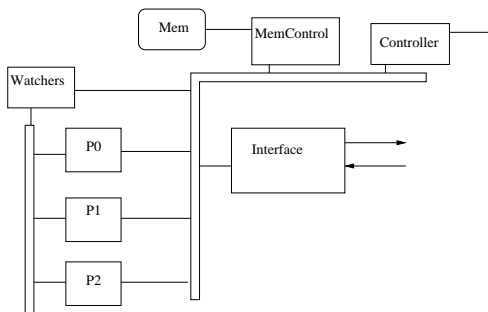 Mem
MemControl
Controller
Watchers
P0
Interface
P1
P2